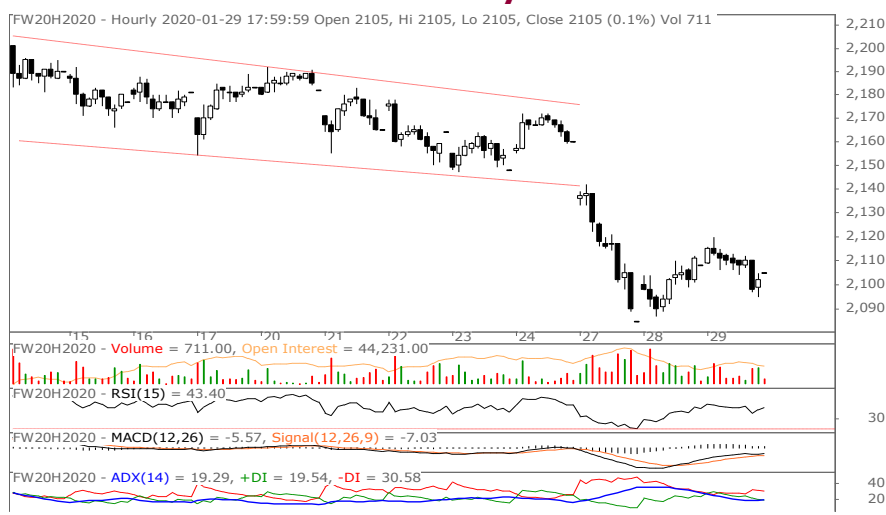 FW20H2020 - Hourly 2020-01-29 17:59:59 Open 2105, Hi 2105, Lo 2105, Close 2105 (0.1%) Vol 711
2,210
2,200
2,190
2,180
2,170
2,160
2,150
2,140
2,130
2,120
2,110
2,100
2,090
15 16 17 20 21 22 23 24 27 28 29
FW20H2020 - Volume = 711.00, Open Interest = 44,231.00
FW20H2020 - RSI(15) = 43.40
30
FW20H2020 - MACD(12,26) = -5.57, Signal(12,26,9) = -7.03
FW20H2020 - ADX(14) = 19.29, +DI = 19.54, -DI = 30.58
40
20